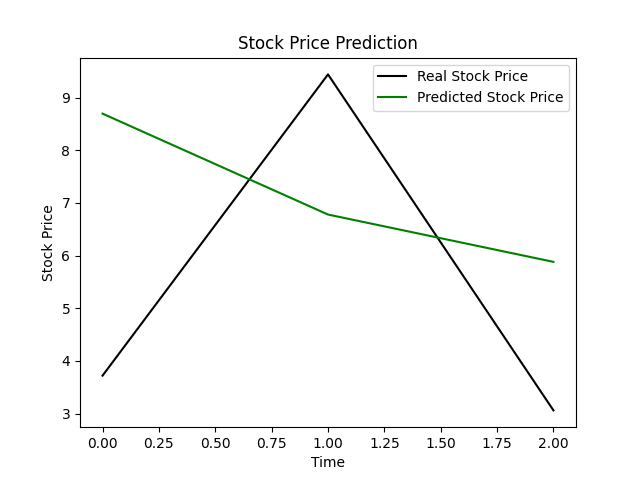 Stock Price Prediction
Real Stock Price
Predicted Stock Price
Stock Price
9
8
7
6
5
4
3
0.00 0.25 0.50 0.75 1.00 1.25 1.50 1.75 2.00
Time